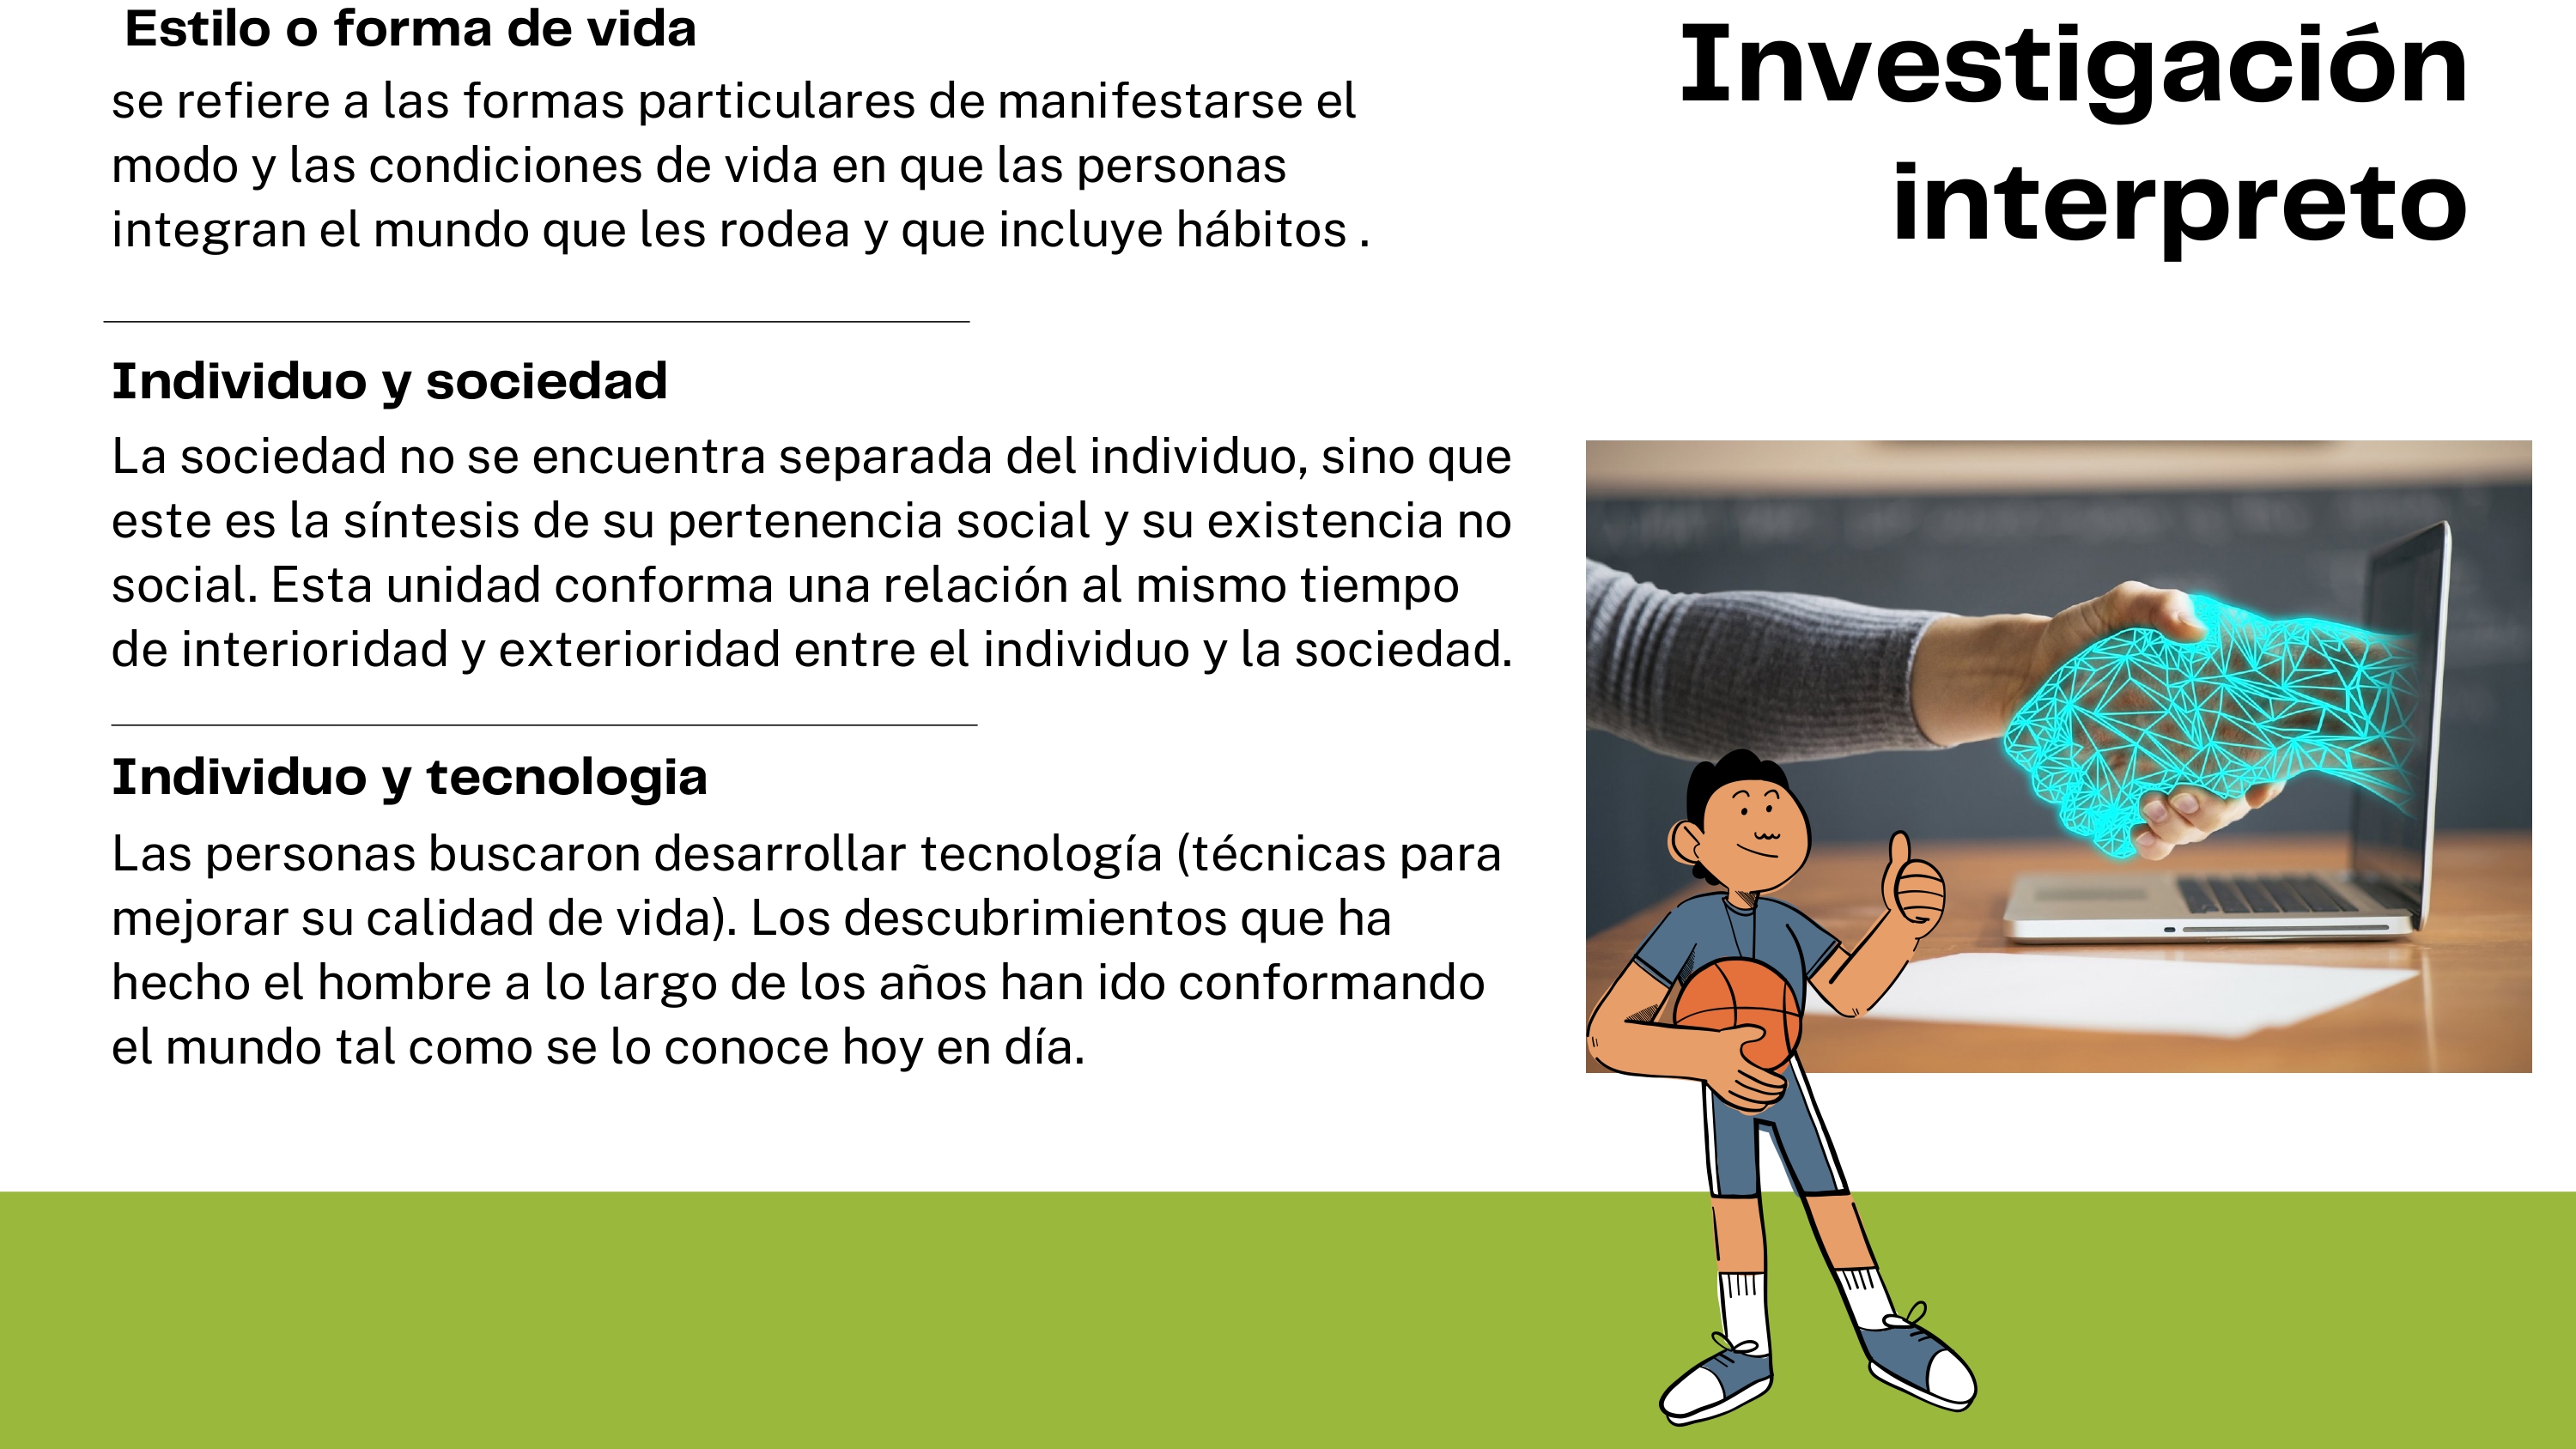 Estilo o forma de vida
se refiere a las formas particulares de manifestarse el
modo y las condiciones de vida en que las personas
integran el mundo que les rodea y que incluye hábitos .
Investigación
interpreto
Individuo y sociedad
La sociedad no se encuentra separada del individuo, sino que
este es la síntesis de su pertenencia social y su existencia no
social. Esta unidad conforma una relación al mismo tiempo
de interioridad y exterioridad entre el individuo y la sociedad.
Individuo y tecnologia
Las personas buscaron desarrollar tecnología (técnicas para
mejorar su calidad de vida). Los descubrimientos que ha
hecho el hombre a lo largo de los años han ido conformando
el mundo tal como se lo conoce hoy en día.